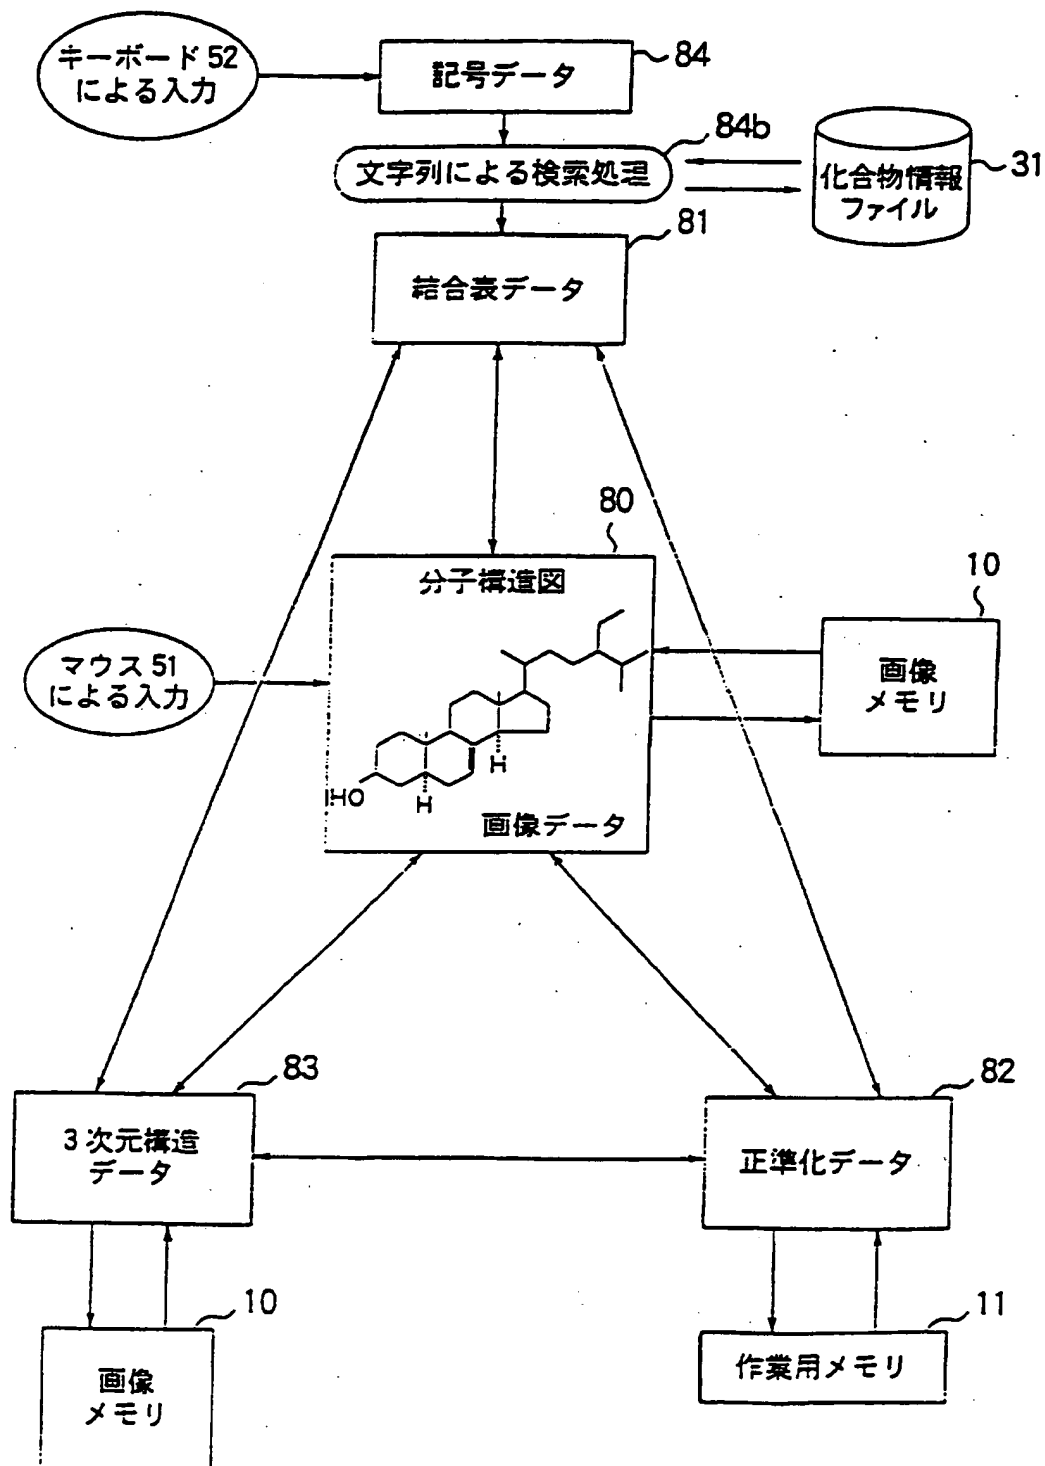 キーボード52
による入力
記号データ
84
84b
文字列による検索処理
化合物情報
ファイル
31
81
結合表データ
80
分子構造図
10
画像
メモリ
マウス51
による入力
H
HO
H
画像データ
83
3次元構造
データ
82
正準化データ
10
画像
メモリ
11
作業用メモリ